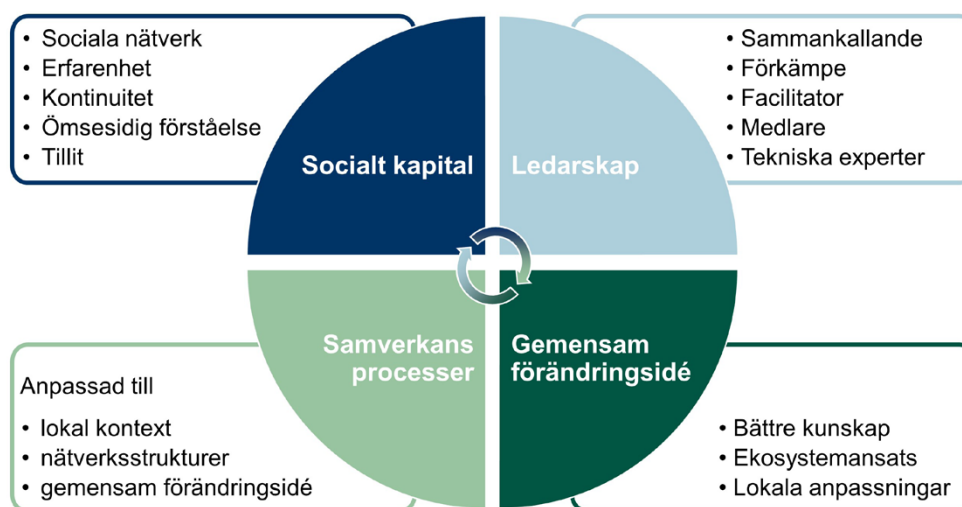 • Sociala nätverk
• Erfarenhet
• Kontinuitet
• Ömsesidig förståelse
• Tillit
Socialt kapital
Ledarskap
• Sammankallande
• Förkämpe
• Facilitator
• Medlare
• Tekniska experter
Anpassad till
• lokal kontext
• nätverksstrukturer
• gemensam förändringsidé
Samverkans
processer
Gemensam
förändringsidé
• Bättre kunskap
• Ekosystemansats
• Lokala anpassningar